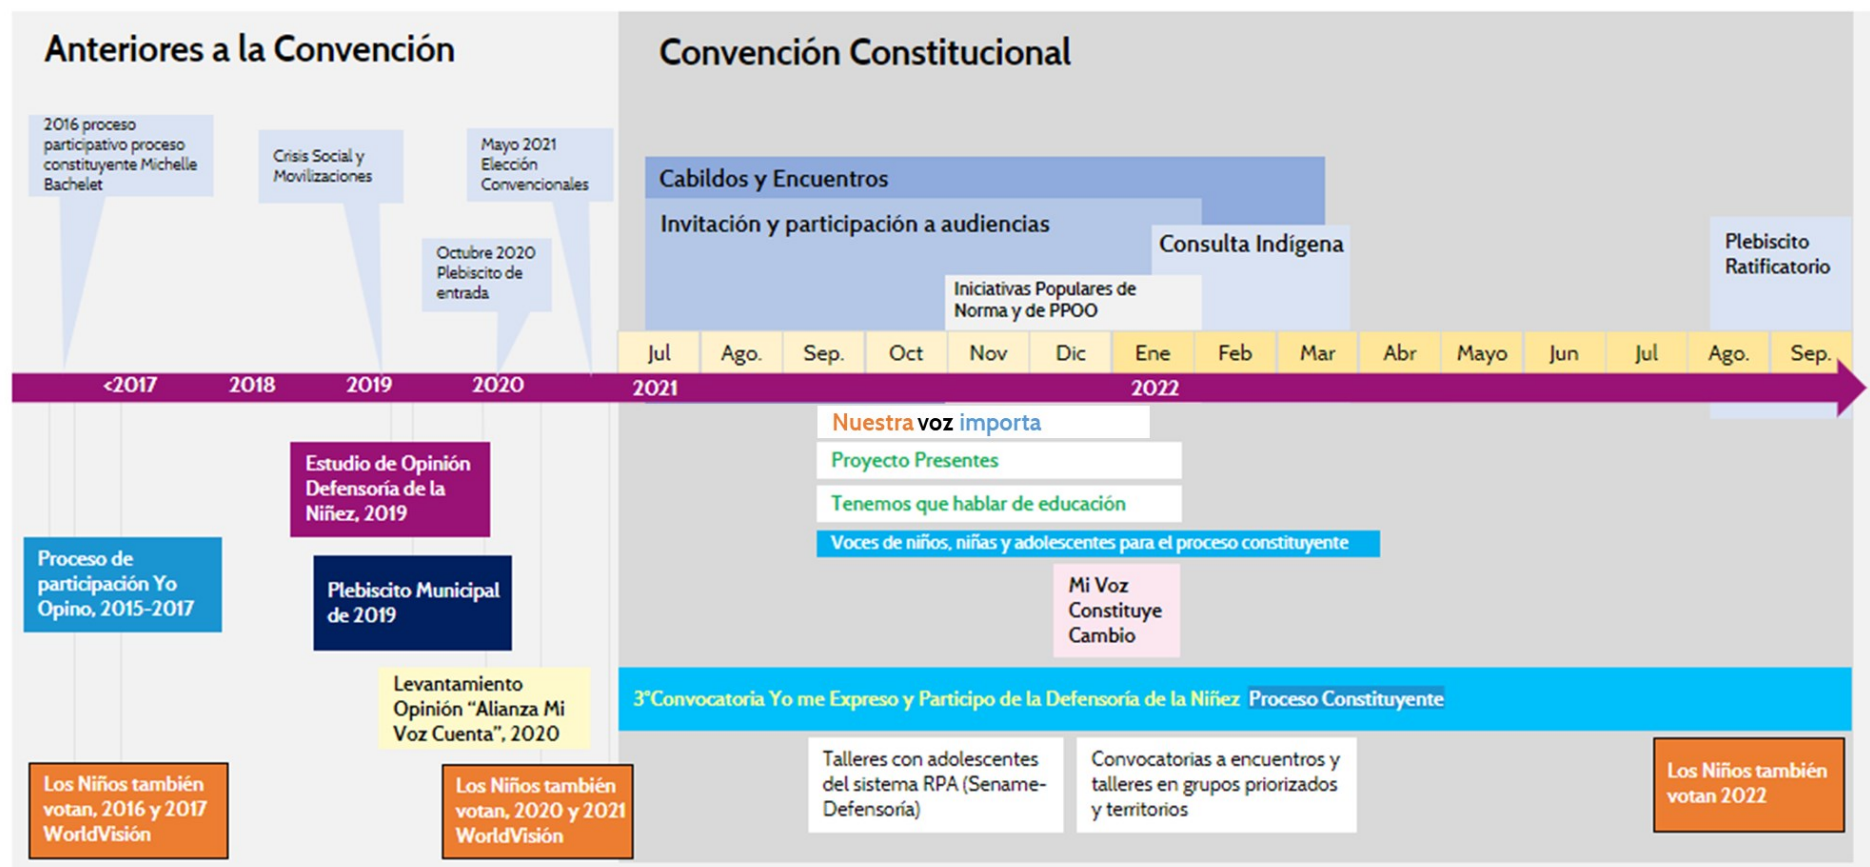 Anteriores a la Convención
Convención Constitucional
2016 proceso
participativo proceso
constituyente Michelle
Bachelet
Crisis Social y
Movilizaciones
Mayo 2021
Elección
Convencionales
Octubre 2020
Plebiscito de
entrada
Cabildos y Encuentros
Invitación y participación a audiencias
Consulta Indígena
Iniciativas Populares de
Norma y de PPOO
Plebiscito
Ratificatorio
Jul Ago. Sep. Oct Nov Dic Ene Feb Mar Abr Mayo Jun Jul Ago. Sep.
<2017 2018 2019 2020 2021 2022
Nuestra voz importa
Proyecto Presentes
Tenemos que hablar de educación
Voces de niños, niñas y adolescentes para el proceso constituyente
Mi Voz
Constituye
Cambio
Estudio de Opinión
Defensoría de la
Niñez, 2019
Proceso de
participación Yo
Opino, 2015-2017
Plebiscito Municipal
de 2019
Levantamiento
Opinión “Alianza Mi
Voz Cuenta”, 2020
3°Convocatoria Yo me Expreso y Participo de la Defensoría de la Niñez Proceso Constituyente
Los Niños también
votan, 2016 y 2017
WorldVisión
Los Niños también
votan, 2020 y 2021
WorldVisión
Talleres con adolescentes
del sistema RPA (Sename-
Defensoría)
Convocatorias a encuentros y
talleres en grupos priorizados
y territorios
Los Niños también
votan 2022